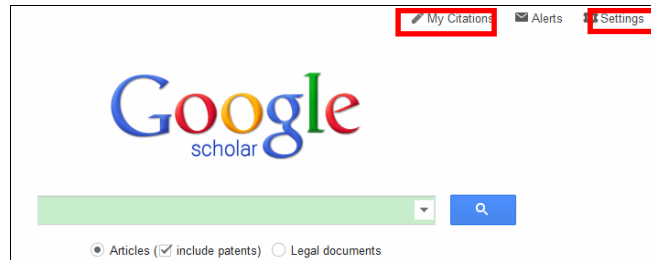 My Citations Alerts Settings
Google
scholar
Articles (include patents) Legal documents